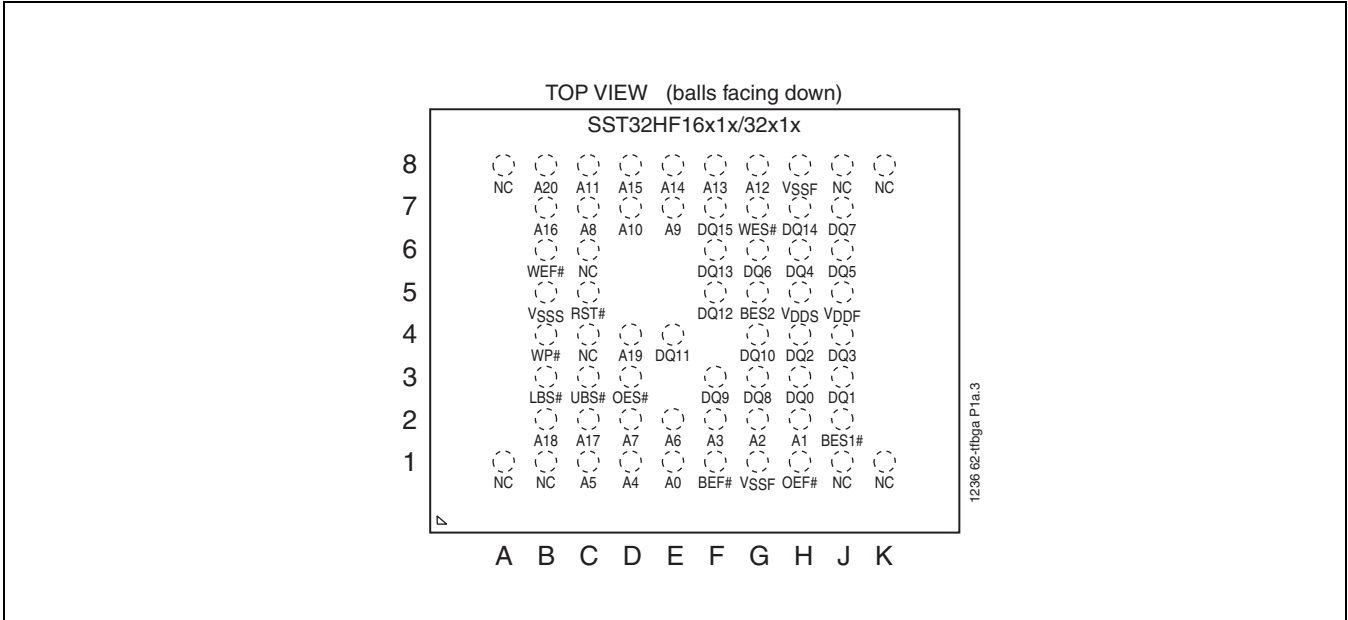 TOP VIEW (balls facing down)
SST32HF16x1x/32x1x
8
NC A20 A11 A15 A14 A13 A12 VSSF NC NC
7
A16 A8 A10 A9 DQ15 WES# DQ14 DQ7
6
WEF# NC DQ13 DQ6 DQ4 DQ5
5
VSSS RST# DQ12 BES2 VDDS VDDF
4
WP# NC A19 DQ11 DQ10 DQ2 DQ3
3
LBS# UBS# OES# DQ9 DQ8 DQ0 DQ1
2
A18 A17 A7 A6 A3 A2 A1 BES1#
1
NC NC A5 A4 A0 BEF# VSSF OEF# NC NC
A B C D E F G H J K
1236 62-tfbga P1a.3